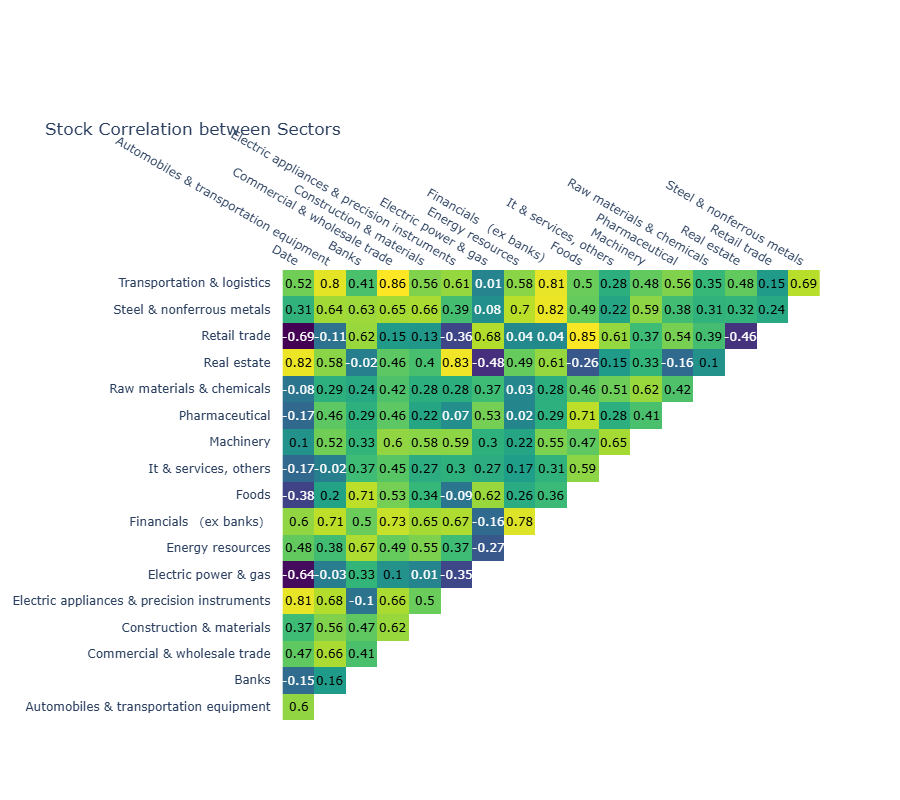 Stock Correlation between Sectors
Date
Automobiles & transportation equipment
Banks
Commercial & wholesale trade
Construction & materials
Electric appliances & precision instruments
Electric power & gas
Energy resources
Financials （ex banks）
Foods
It & services, others
Machinery
Pharmaceutical
Raw materials & chemicals
Real estate
Retail trade
Steel & nonferrous metals
Transportation & logistics 0.52 0.8 0.41 0.86 0.56 0.61 0.01 0.58 0.81 0.5 0.28 0.48 0.56 0.35 0.48 0.15 0.69
Steel & nonferrous metals 0.31 0.64 0.63 0.65 0.66 0.39 0.08 0.7 0.82 0.49 0.22 0.59 0.38 0.31 0.32 0.24
Retail trade -0.69 -0.11 0.62 0.15 0.13 -0.36 0.68 0.04 0.04 0.85 0.61 0.37 0.54 0.39 -0.46
Real estate 0.82 0.58 -0.02 0.46 0.4 0.83 -0.48 0.49 0.61 -0.26 0.15 0.33 -0.16 0.1
Raw materials & chemicals -0.08 0.29 0.24 0.42 0.28 0.28 0.37 0.03 0.28 0.46 0.51 0.62 0.42
Pharmaceutical -0.17 0.46 0.29 0.46 0.22 0.07 0.53 0.02 0.29 0.71 0.28 0.41
Machinery 0.1 0.52 0.33 0.6 0.58 0.59 0.3 0.22 0.55 0.47 0.65
It & services, others -0.17 -0.02 0.37 0.45 0.27 0.3 0.27 0.17 0.31 0.59
Foods -0.38 0.2 0.71 0.53 0.34 -0.09 0.62 0.26 0.36
Financials （ex banks） 0.6 0.71 0.5 0.73 0.65 0.67 -0.16 0.78
Energy resources 0.48 0.38 0.67 0.49 0.55 0.37 -0.27
Electric power & gas -0.64 -0.03 0.33 0.1 0.01 -0.35
Electric appliances & precision instruments 0.81 0.68 -0.1 0.66 0.5
Construction & materials 0.37 0.56 0.47 0.62
Commercial & wholesale trade 0.47 0.66 0.41
Banks -0.15 0.16
Automobiles & transportation equipment 0.6